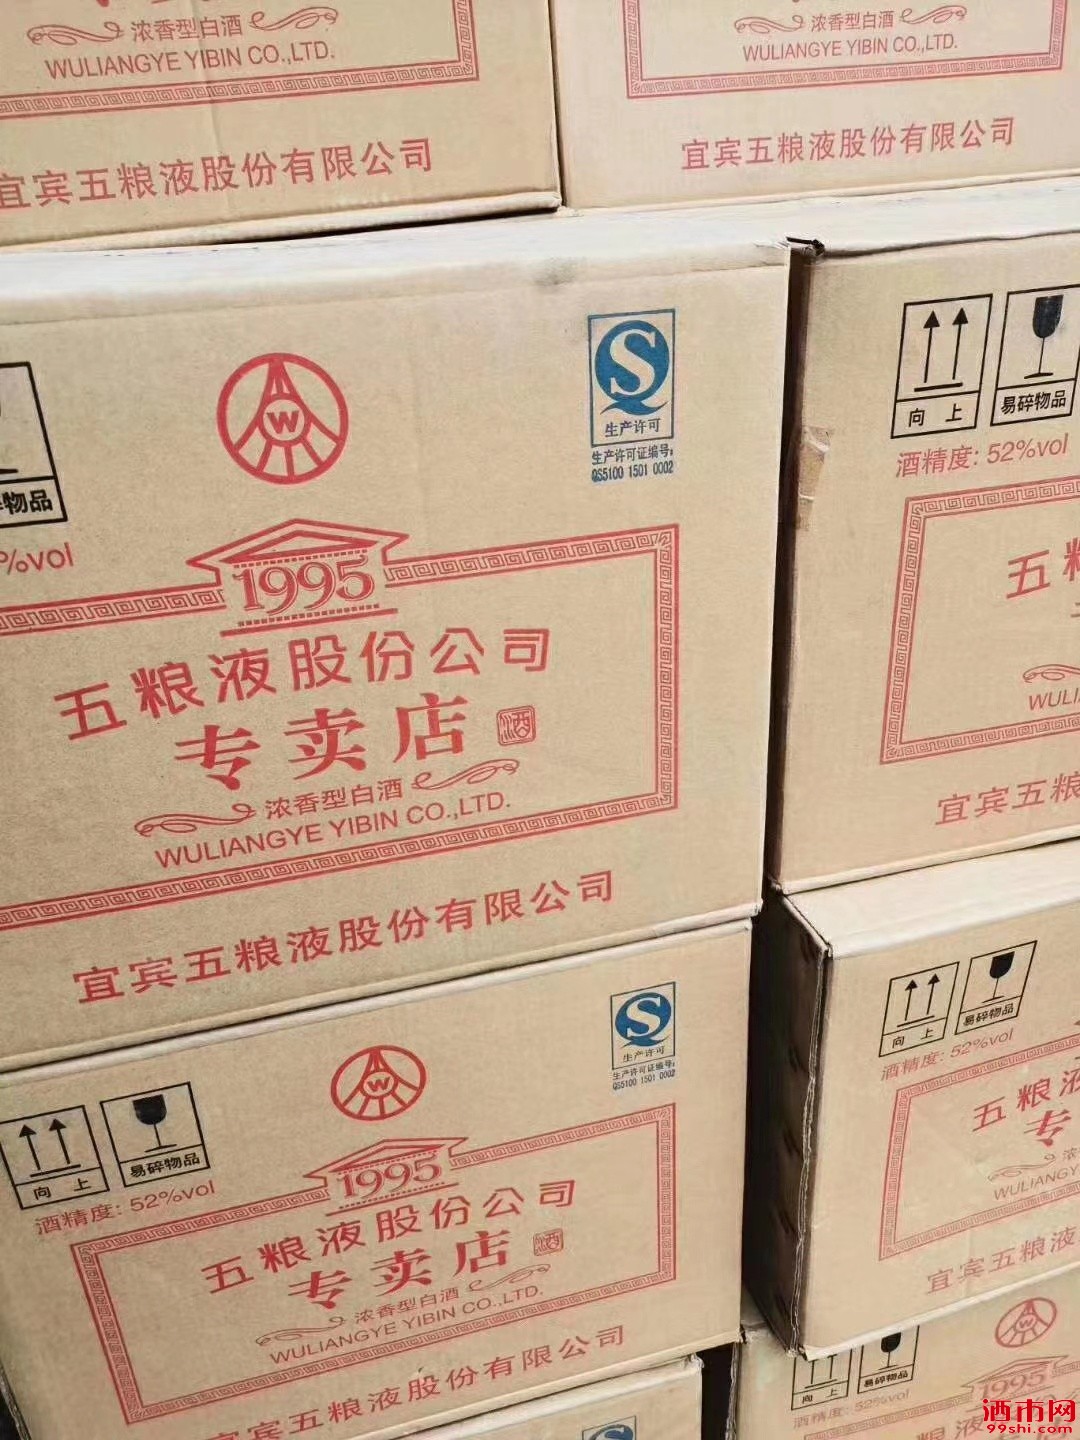 浓香型白酒
WULIANGYE YIBIN CO.,LTD.
宜宾五粮液股份有限公司
浓香型白酒
WULIANGYE YIBIN CO.,LTD.
宜宾五粮液股份有限公司
W
S
生产许可
生产许可证编号:
QS5100 1501 0002
碎物品
%vol
1995
五粮液股份公司
专卖店
酒
浓香型白酒
WULIANGYE YIBIN CO.,LTD.
宜宾五粮液股份有限公司
向上
易碎物品
酒精度: 52%vol
五粮
WUL
宜宾五粮
W
S
生产许可
生产许可证编号:
QS5100 1501 0002
向上
易碎物品
酒精度: 52%vol
1995
五粮液股份公司
专卖店
酒
浓香型白酒
WULIANGYE YIBIN CO.,LTD.
宜宾五粮液股份有限公司
向上
易碎物品
酒精度: 52%vol
五粮液
专
浓
WULIANGY
宜宾五粮液
S
生产许可
W
向上
易碎物品
酒精度: 52%vol
1995
酒市网
99shi.com